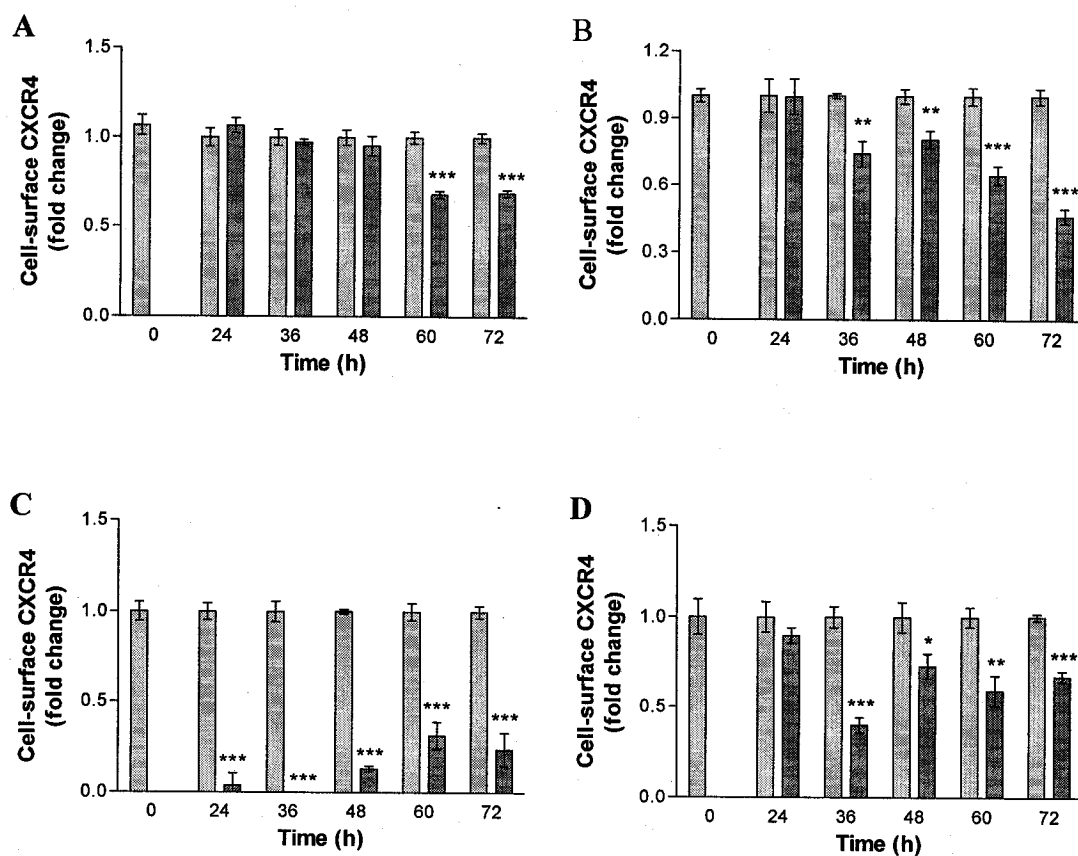 A
Cell-surface CXCR4
(fold change)
1.5
1.0
0.5
0.0
*** ***
0 24 36 48 60 72
Time (h)
B
Cell-surface CXCR4
(fold change)
1.2
0.9
0.6
0.3
0.0
** ** *** ***
0 24 36 48 60 72
Time (h)
C
Cell-surface CXCR4
(fold change)
1.5
1.0
0.5
0.0
*** *** *** *** ***
0 24 36 48 60 72
Time (h)
D
Cell-surface CXCR4
(fold change)
1.5
1.0
0.5
0.0
*** * ** ***
0 24 36 48 60 72
Time (h)